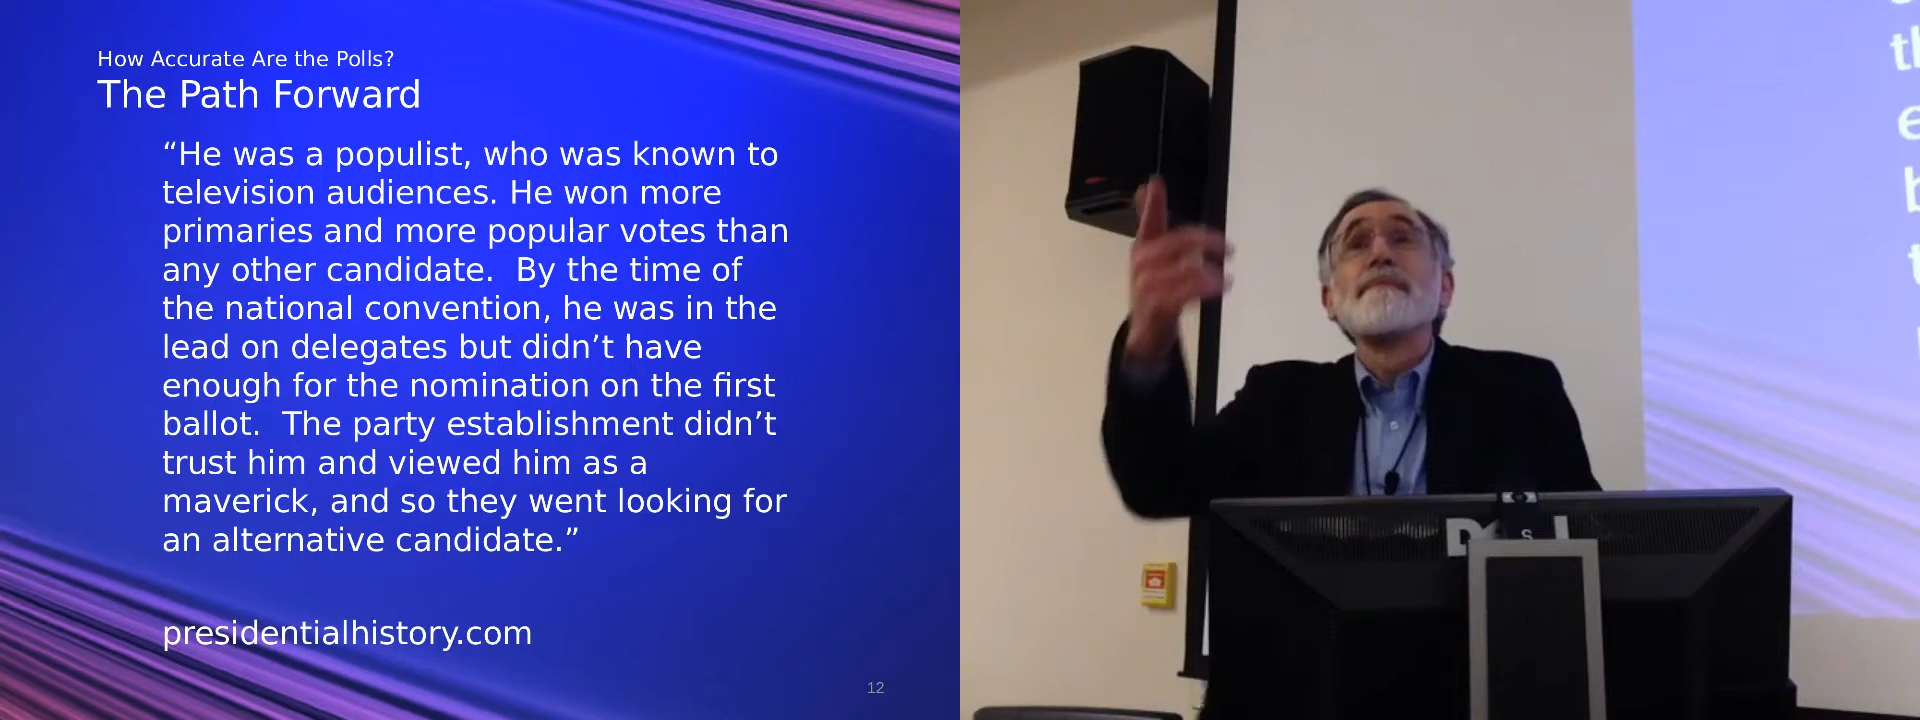 How Accurate Are the Polls?
The Path Forward
“He was a populist, who was known to
television audiences. He won more
primaries and more popular votes than
any other candidate.  By the time of
the national convention, he was in the
lead on delegates but didn’t have
enough for the nomination on the first
ballot.  The party establishment didn’t
trust him and viewed him as a
maverick, and so they went looking for
an alternative candidate.”
presidentialhistory.com
12